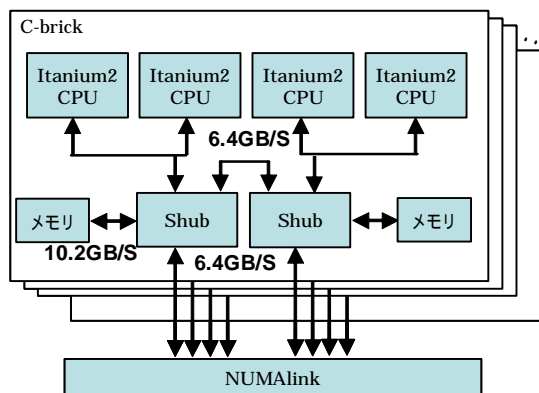 C-brick
...
Itanium2 CPU
Itanium2 CPU
Itanium2 CPU
Itanium2 CPU
6.4GB/S
メモリ
Shub
Shub
メモリ
10.2GB/S
6.4GB/S
NUMAlink